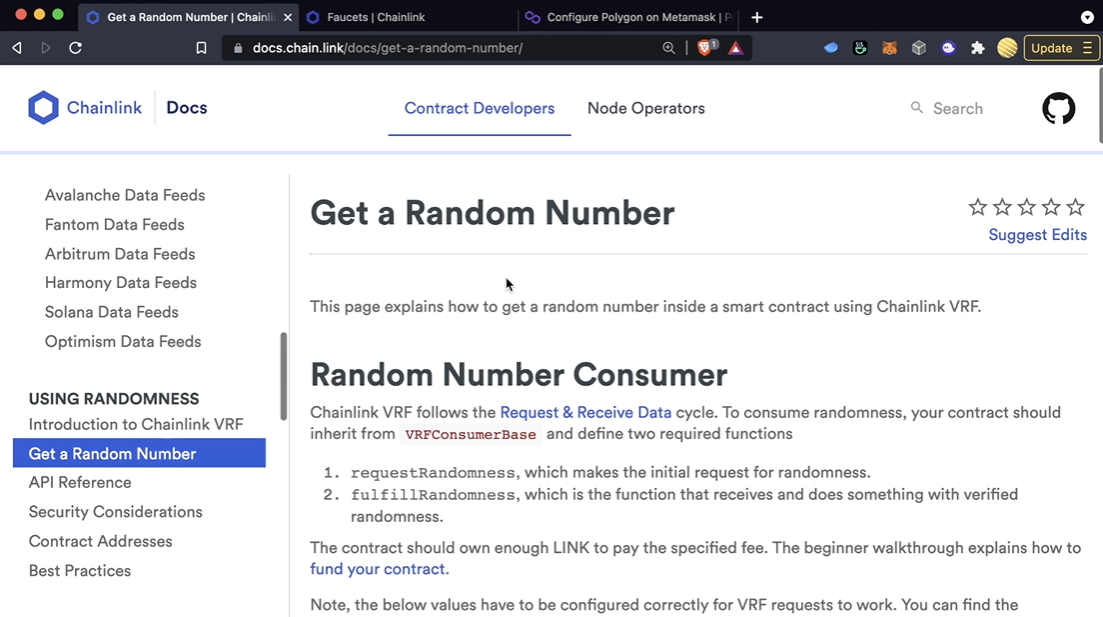 Get a Random Number | Chainli
Faucets | Chainlink
Configure Polygon on Metamask | P
docs.chain.link/docs/get-a-random-number/
1
Update
Chainlink
Docs
Contract Developers
Node Operators
Search
Avalanche Data Feeds
Fantom Data Feeds
Arbitrum Data Feeds
Harmony Data Feeds
Solana Data Feeds
Optimism Data Feeds
USING RANDOMNESS
Introduction to Chainlink VRF
Get a Random Number
API Reference
Security Considerations
Contract Addresses
Best Practices
Get a Random Number
Suggest Edits
This page explains how to get a random number inside a smart contract using Chainlink VRF.
Random Number Consumer
Chainlink VRF follows the Request & Receive Data cycle. To consume randomness, your contract should
inherit from VRFConsumerBase and define two required functions
1. requestRandomness, which makes the initial request for randomness.
2. fulfillRandomness, which is the function that receives and does something with verified
randomness.
The contract should own enough LINK to pay the specified fee. The beginner walkthrough explains how to
fund your contract.
Note, the below values have to be configured correctly for VRF requests to work. You can find the